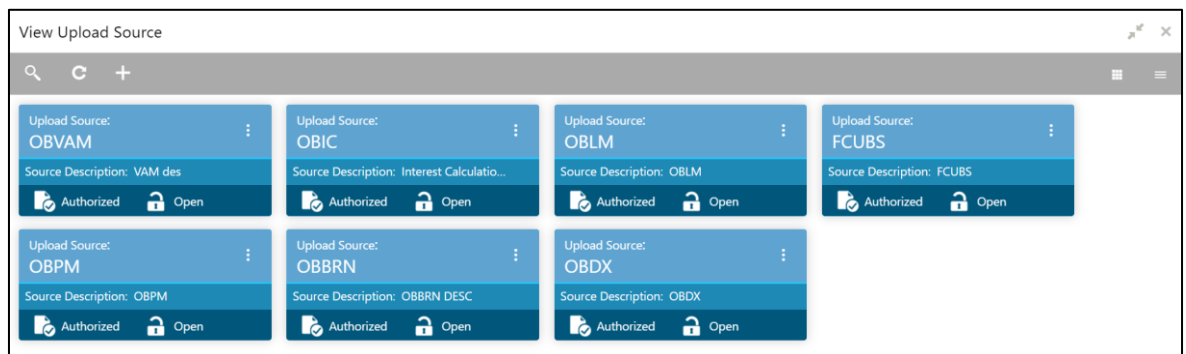 View Upload Source
Upload Source:
OBVAM
Source Description: VAM des
Authorized Open
Upload Source:
OBIC
Source Description: Interest Calculatio...
Authorized Open
Upload Source:
OBLM
Source Description: OBLM
Authorized Open
Upload Source:
FCUBS
Source Description: FCUBS
Authorized Open
Upload Source:
OBPM
Source Description: OBPM
Authorized Open
Upload Source:
OBBRN
Source Description: OBBRN DESC
Authorized Open
Upload Source:
OBDX
Source Description: OBDX
Authorized Open